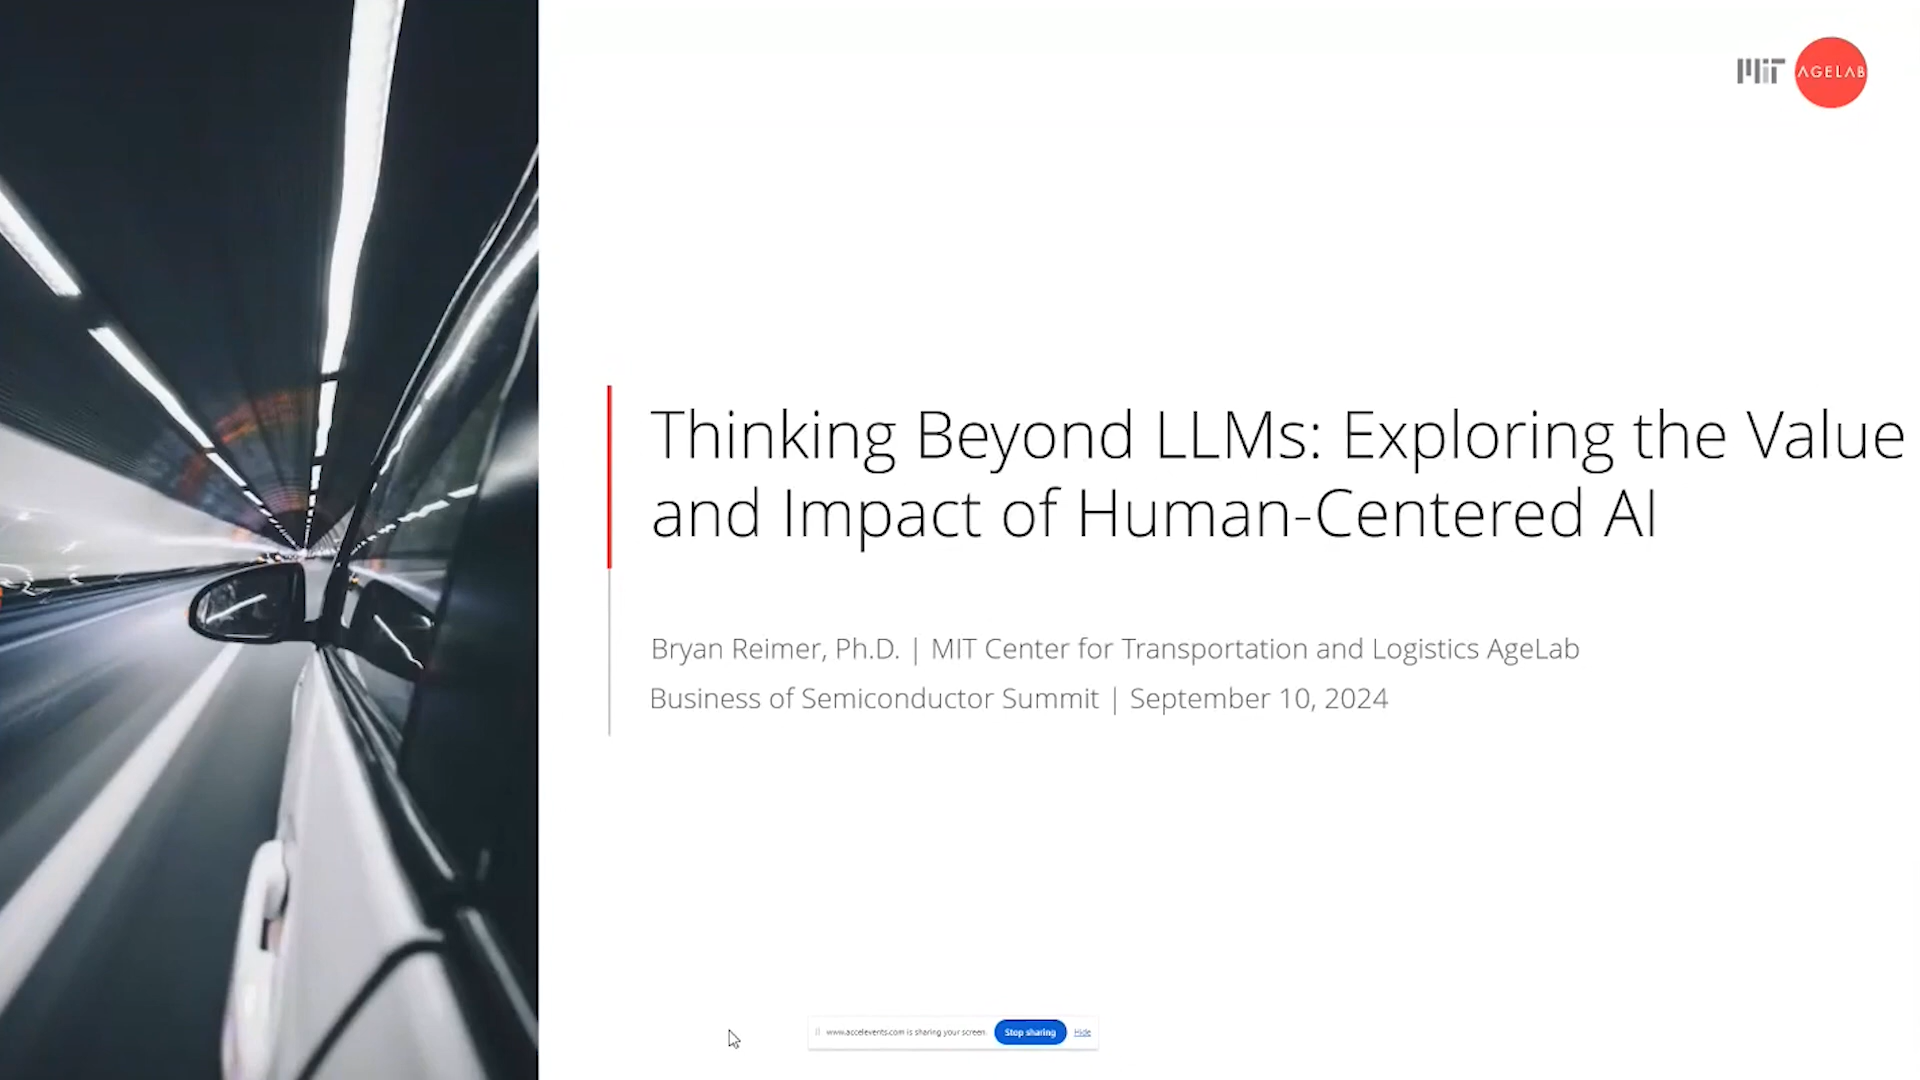 MIT AGELAB
Thinking Beyond LLMs: Exploring the Value
and Impact of Human-Centered AI
Bryan Reimer, Ph.D. | MIT Center for Transportation and Logistics AgeLab
Business of Semiconductor Summit | September 10, 2024
www.accelevents.com is sharing your screen. Stop sharing Hide